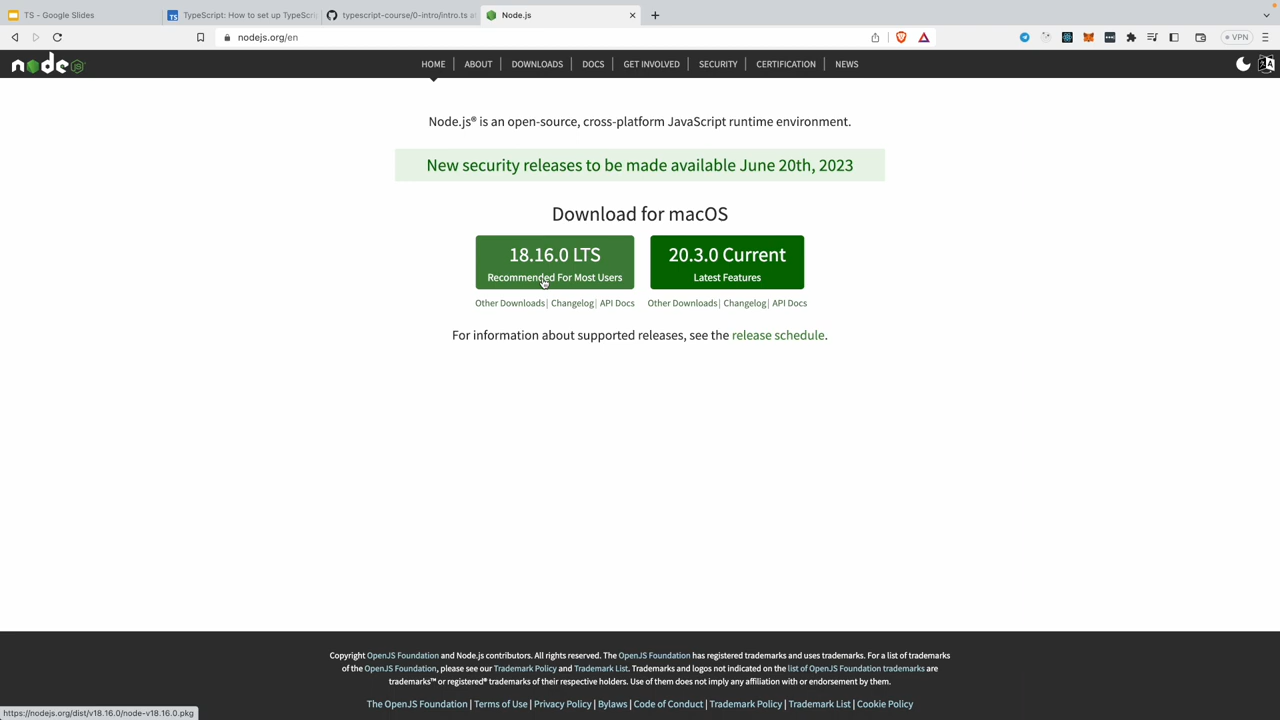 TS - Google Slides
TS TypeScript: How to set up TypeScri
typescript-course/0-intro/intro.ts a
Node.js
nodejs.org/en
VPN
node JS
HOME | ABOUT | DOWNLOADS | DOCS | GET INVOLVED | SECURITY | CERTIFICATION | NEWS
Node.js® is an open-source, cross-platform JavaScript runtime environment.
New security releases to be made available June 20th, 2023
Download for macOS
18.16.0 LTS
Recommended For Most Users
20.3.0 Current
Latest Features
Other Downloads | Changelog | API Docs
Other Downloads | Changelog | API Docs
For information about supported releases, see the release schedule.
Copyright OpenJS Foundation and Node.js contributors. All rights reserved. The OpenJS Foundation has registered trademarks and uses trademarks. For a list of trademarks
of the OpenJS Foundation, please see our Trademark Policy and Trademark List. Trademarks and logos not indicated on the list of OpenJS Foundation trademarks are
trademarks™ or registered® trademarks of their respective holders. Use of them does not imply any affiliation with or endorsement by them.
The OpenJS Foundation | Terms of Use | Privacy Policy | Bylaws | Code of Conduct | Trademark Policy | Trademark List | Cookie Policy
https://nodejs.org/dist/v18.16.0/node-v18.16.0.pkg